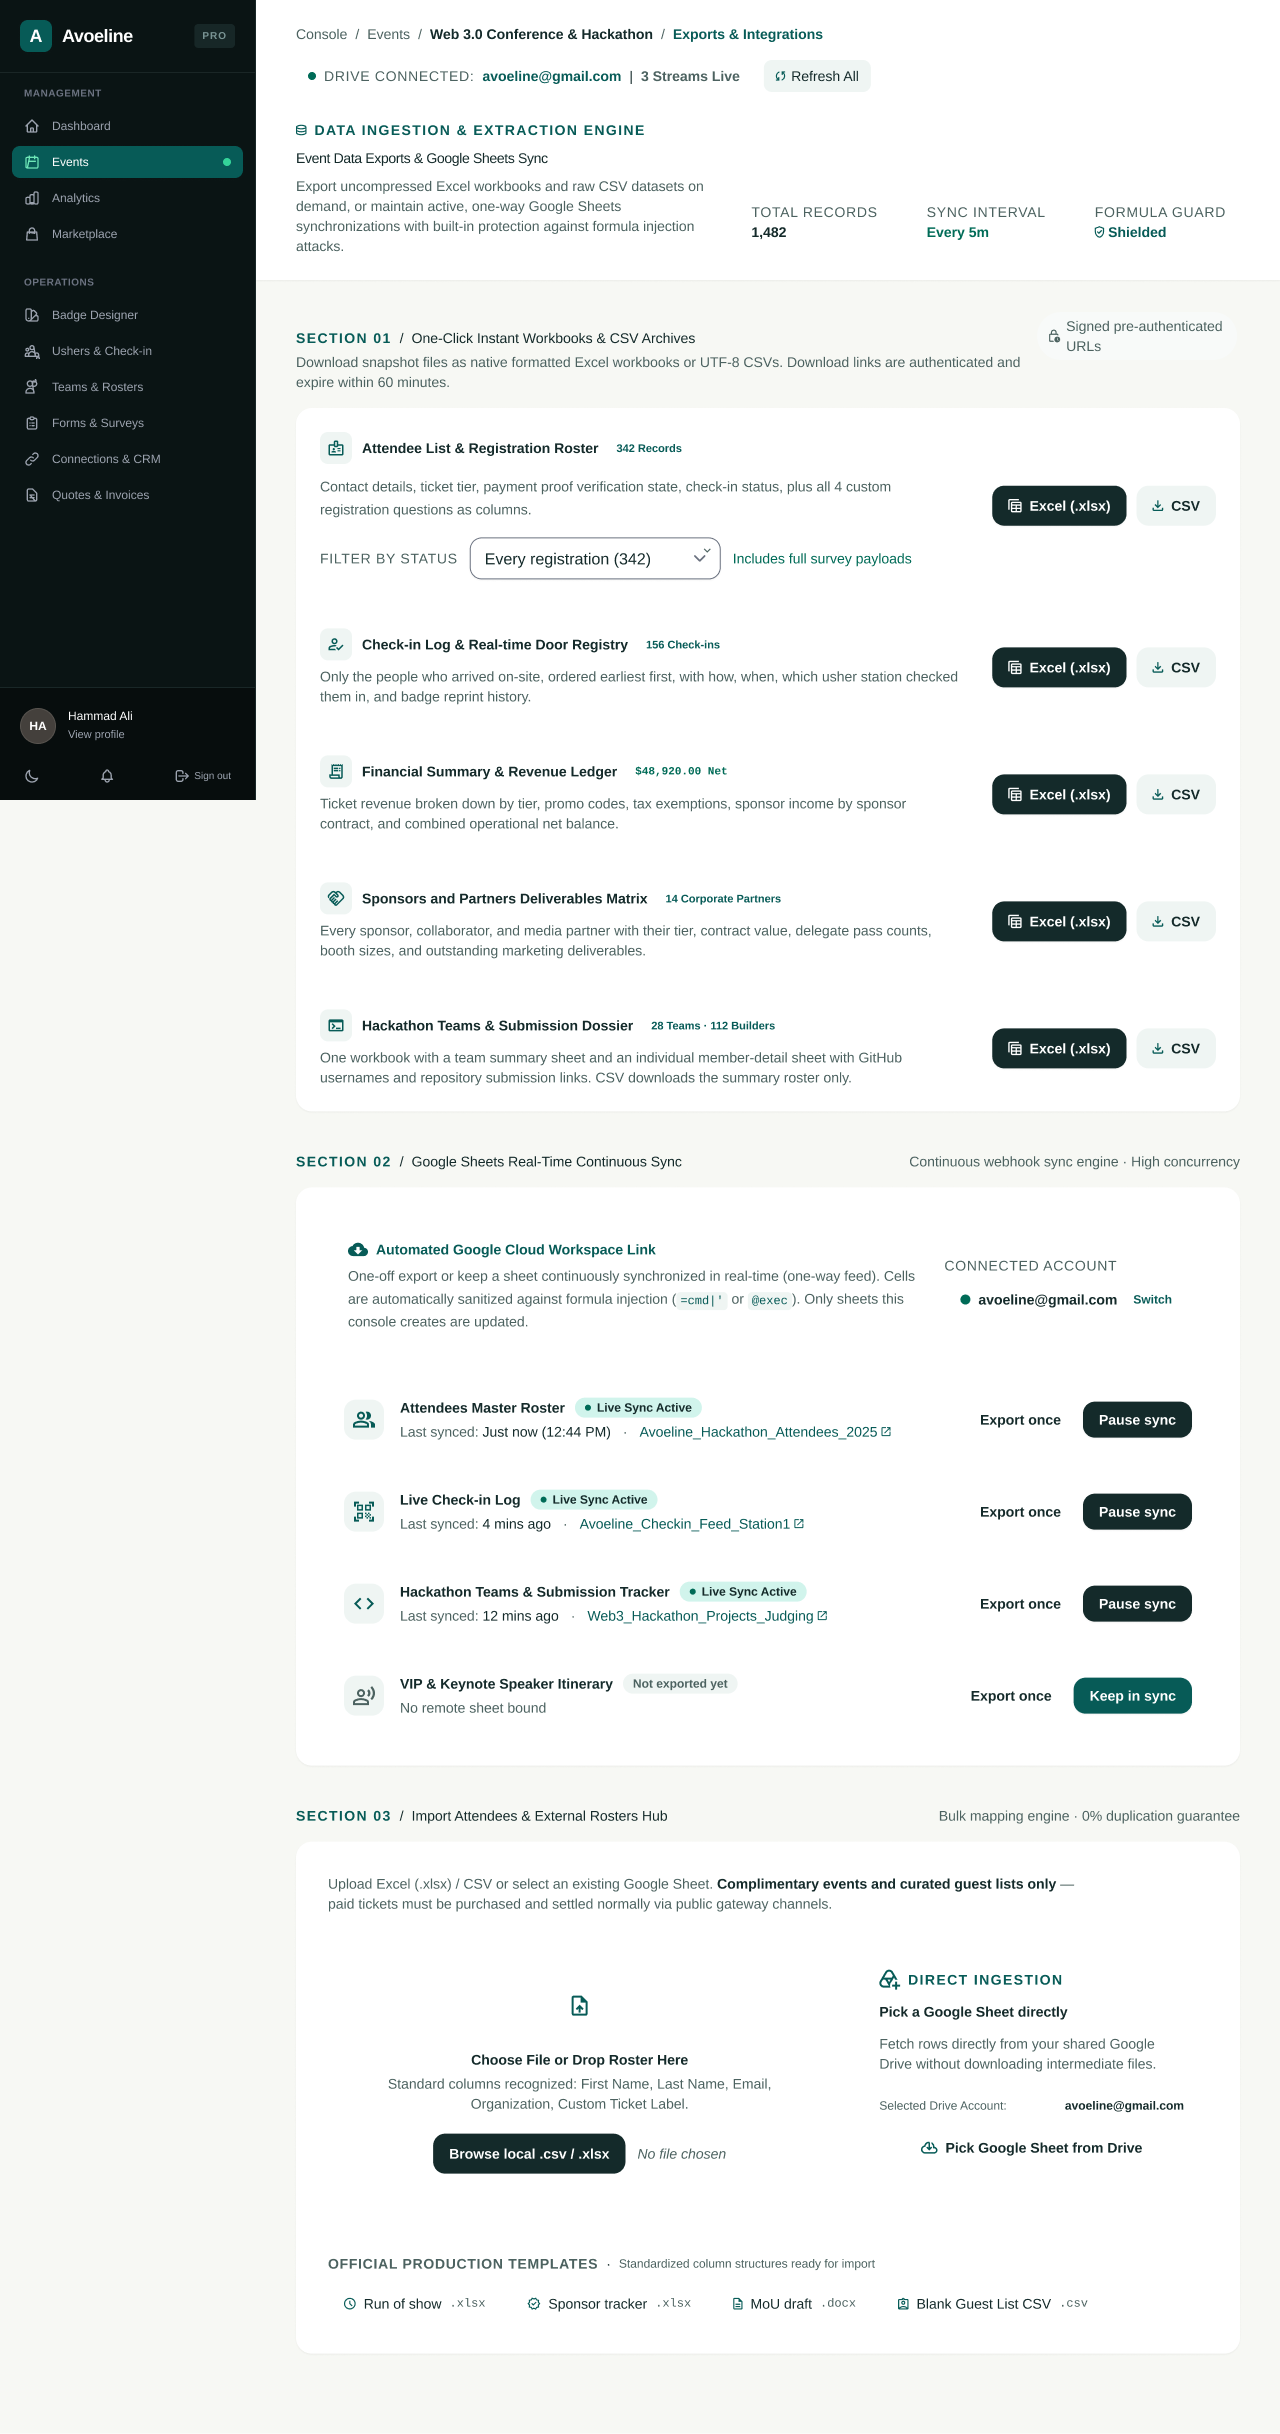 A Avoeline PRO
MANAGEMENT
Dashboard
Events
Analytics
Marketplace
OPERATIONS
Badge Designer
Ushers & Check-in
Teams & Rosters
Forms & Surveys
Connections & CRM
Quotes & Invoices
HA Hammad Ali
View profile
Sign out
Console / Events / Web 3.0 Conference & Hackathon / Exports & Integrations
DRIVE CONNECTED: avoeline@gmail.com | 3 Streams Live Refresh All
DATA INGESTION & EXTRACTION ENGINE
Event Data Exports & Google Sheets Sync
Export uncompressed Excel workbooks and raw CSV datasets on
demand, or maintain active, one-way Google Sheets
synchronizations with built-in protection against formula injection
attacks.
TOTAL RECORDS
1,482
SYNC INTERVAL
Every 5m
FORMULA GUARD
Shielded
SECTION 01 / One-Click Instant Workbooks & CSV Archives
Download snapshot files as native formatted Excel workbooks or UTF-8 CSVs. Download links are authenticated and
expire within 60 minutes.
Signed pre-authenticated
URLs
Attendee List & Registration Roster 342 Records
Contact details, ticket tier, payment proof verification state, check-in status, plus all 4 custom
registration questions as columns.
FILTER BY STATUS Every registration (342) Includes full survey payloads
Excel (.xlsx) CSV
Check-in Log & Real-time Door Registry 156 Check-ins
Only the people who arrived on-site, ordered earliest first, with how, when, which usher station checked
them in, and badge reprint history.
Excel (.xlsx) CSV
Financial Summary & Revenue Ledger $48,920.00 Net
Ticket revenue broken down by tier, promo codes, tax exemptions, sponsor income by sponsor
contract, and combined operational net balance.
Excel (.xlsx) CSV
Sponsors and Partners Deliverables Matrix 14 Corporate Partners
Every sponsor, collaborator, and media partner with their tier, contract value, delegate pass counts,
booth sizes, and outstanding marketing deliverables.
Excel (.xlsx) CSV
Hackathon Teams & Submission Dossier 28 Teams · 112 Builders
One workbook with a team summary sheet and an individual member-detail sheet with GitHub
usernames and repository submission links. CSV downloads the summary roster only.
Excel (.xlsx) CSV
SECTION 02 / Google Sheets Real-Time Continuous Sync
Continuous webhook sync engine · High concurrency
Automated Google Cloud Workspace Link
One-off export or keep a sheet continuously synchronized in real-time (one-way feed). Cells
are automatically sanitized against formula injection (=cmd|' or @exec). Only sheets this
console creates are updated.
CONNECTED ACCOUNT
avoeline@gmail.com Switch
Attendees Master Roster Live Sync Active
Last synced: Just now (12:44 PM) · Avoeline_Hackathon_Attendees_2025
Export once Pause sync
Live Check-in Log Live Sync Active
Last synced: 4 mins ago · Avoeline_Checkin_Feed_Station1
Export once Pause sync
Hackathon Teams & Submission Tracker Live Sync Active
Last synced: 12 mins ago · Web3_Hackathon_Projects_Judging
Export once Pause sync
VIP & Keynote Speaker Itinerary Not exported yet
No remote sheet bound
Export once Keep in sync
SECTION 03 / Import Attendees & External Rosters Hub
Bulk mapping engine · 0% duplication guarantee
Upload Excel (.xlsx) / CSV or select an existing Google Sheet. Complimentary events and curated guest lists only —
paid tickets must be purchased and settled normally via public gateway channels.
Choose File or Drop Roster Here
Standard columns recognized: First Name, Last Name, Email,
Organization, Custom Ticket Label.
Browse local .csv / .xlsx No file chosen
DIRECT INGESTION
Pick a Google Sheet directly
Fetch rows directly from your shared Google
Drive without downloading intermediate files.
Selected Drive Account: avoeline@gmail.com
Pick Google Sheet from Drive
OFFICIAL PRODUCTION TEMPLATES · Standardized column structures ready for import
Run of show .xlsx Sponsor tracker .xlsx MoU draft .docx Blank Guest List CSV .csv